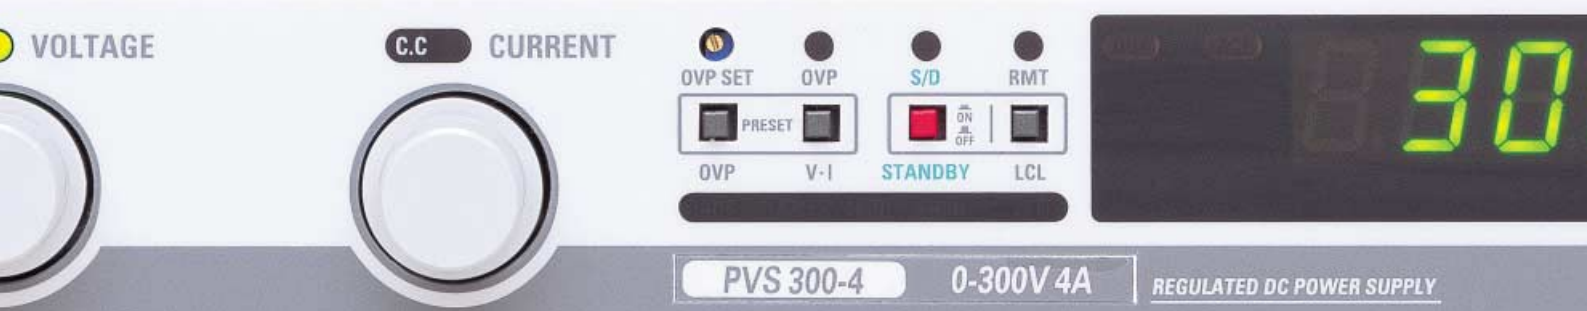 VOLTAGE
C.C CURRENT
OVP SET OVP S/D RMT
PRESET ON
OFF
OVP V·I STANDBY LCL
30
PVS 300-4 0-300V 4A REGULATED DC POWER SUPPLY